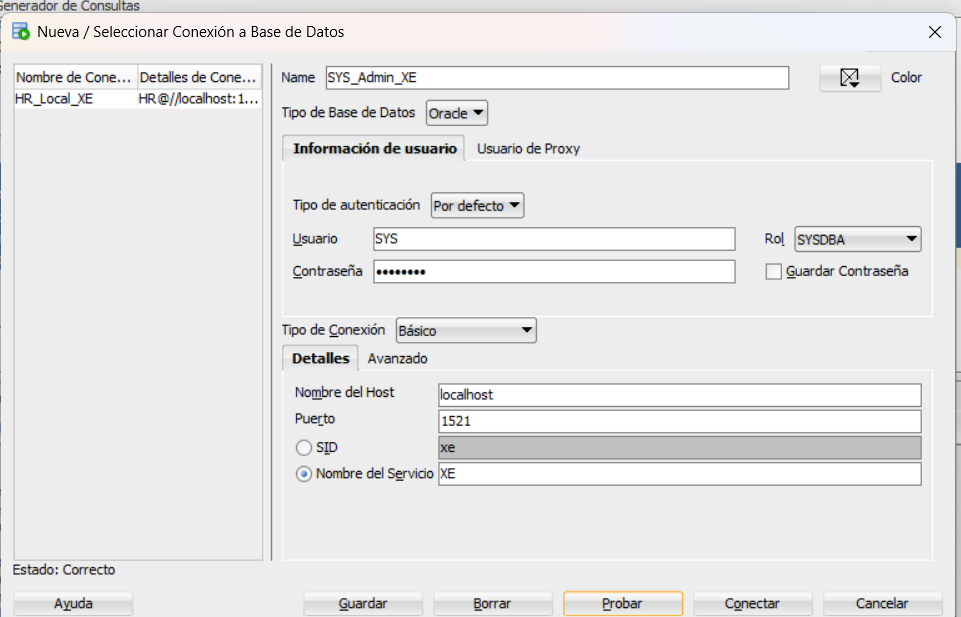 Generador de Consultas
Nueva / Seleccionar Conexión a Base de Datos
Nombre de Cone... Detalles de Cone...
HR_Local_XE HR@//localhost:1...
Name SYS_Admin_XE Color
Tipo de Base de Datos Oracle
Información de usuario Usuario de Proxy
Tipo de autenticación Por defecto
Usuario SYS Rol SYSDBA
Contraseña •••••••• Guardar Contraseña
Tipo de Conexión Básico
Detalles Avanzado
Nombre del Host localhost
Puerto 1521
SID xe
Nombre del Servicio XE
Estado: Correcto
Ayuda Guardar Borrar Probar Conectar Cancelar